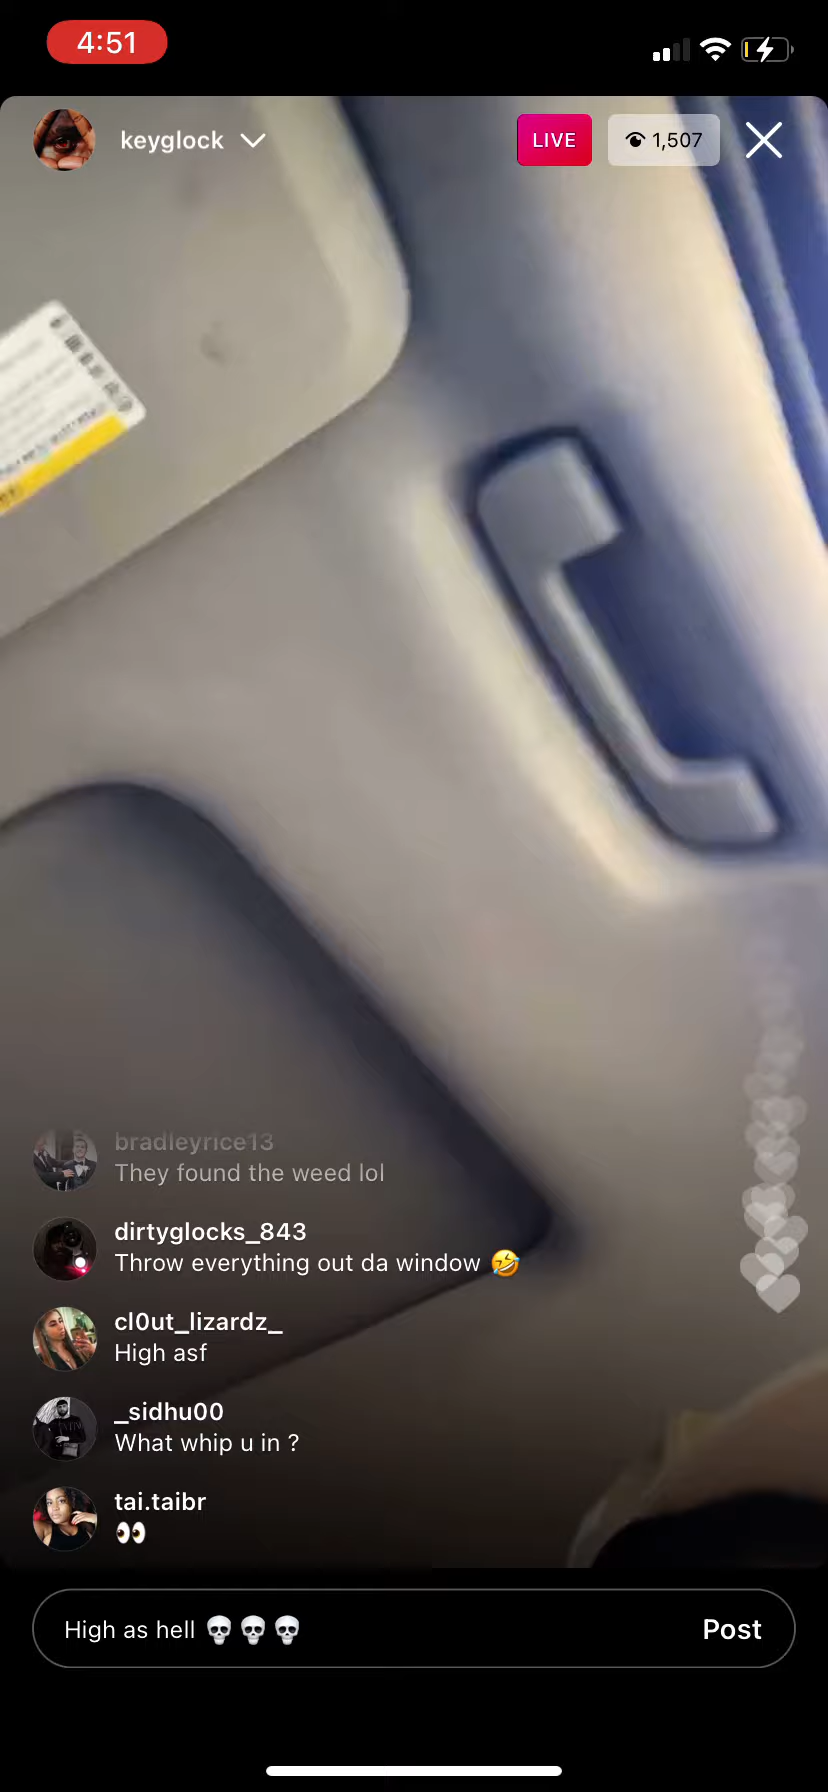 4:51
keyglock
LIVE
1,507
bradleyrice13
They found the weed lol
dirtyglocks_843
Throw everything out da window 🤣
cl0ut_lizardz_
High asf
_sidhu00
What whip u in ?
tai.taibr
👀
High as hell 💀💀💀
Post